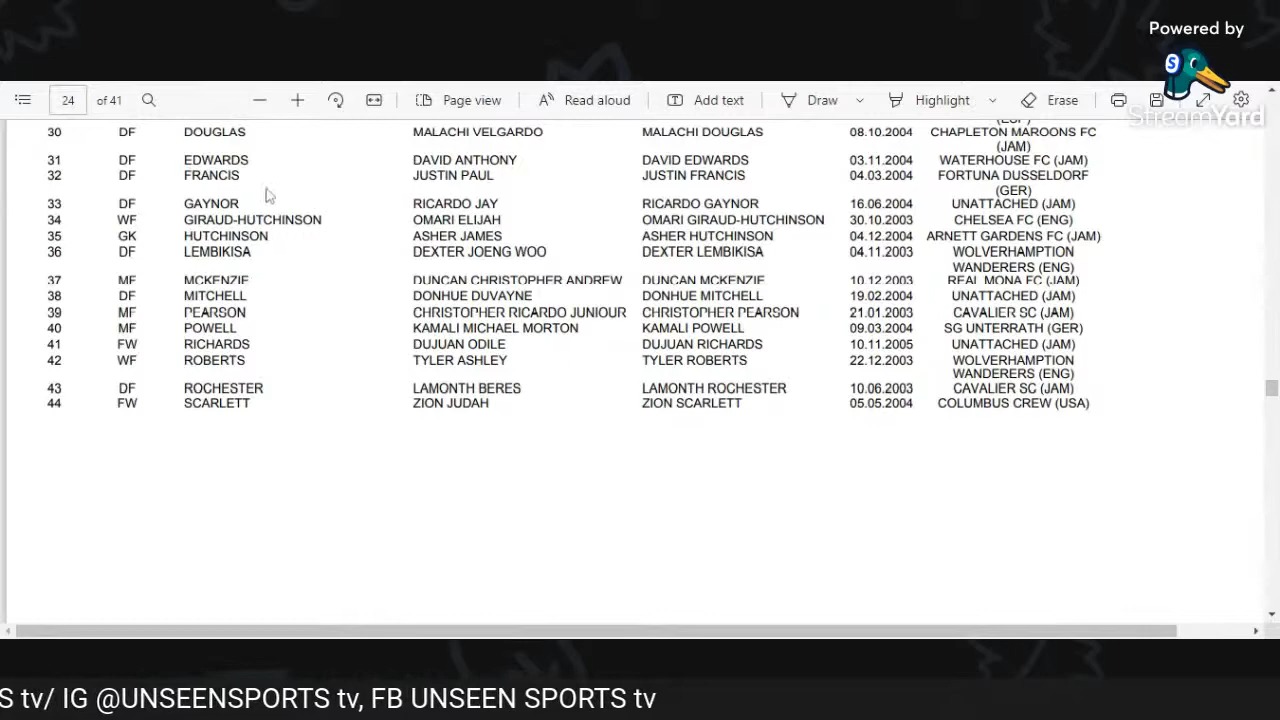 Powered by
StreamYard
24 of 41 Page view Read aloud Add text Draw Highlight Erase
30 DF DOUGLAS MALACHI VELGARDO MALACHI DOUGLAS 08.10.2004 CHAPLETON MAROONS FC
(JAM)
31 DF EDWARDS DAVID ANTHONY DAVID EDWARDS 03.11.2004 WATERHOUSE FC (JAM)
32 DF FRANCIS JUSTIN PAUL JUSTIN FRANCIS 04.03.2004 FORTUNA DUSSELDORF
(GER)
33 DF GAYNOR RICARDO JAY RICARDO GAYNOR 16.06.2004 UNATTACHED (JAM)
34 WF GIRAUD-HUTCHINSON OMARI ELIJAH OMARI GIRAUD-HUTCHINSON 30.10.2003 CHELSEA FC (ENG)
35 GK HUTCHINSON ASHER JAMES ASHER HUTCHINSON 04.12.2004 ARNETT GARDENS FC (JAM)
36 DF LEMBIKISA DEXTER JOENG WOO DEXTER LEMBIKISA 04.11.2003 WOLVERHAMPTON
WANDERERS (ENG)
37 MF MCKENZIE DUNCAN CHRISTOPHER ANDREW DUNCAN MCKENZIE 10.12.2003 REAL MONA FC (JAM)
38 DF MITCHELL DONHUE DUVAYNE DONHUE MITCHELL 19.02.2004 UNATTACHED (JAM)
39 MF PEARSON CHRISTOPHER RICARDO JUNIOUR CHRISTOPHER PEARSON 21.01.2003 CAVALIER SC (JAM)
40 MF POWELL KAMALI MICHAEL MORTON KAMALI POWELL 09.03.2004 SG UNTERRATH (GER)
41 FW RICHARDS DUJUAN ODILE DUJUAN RICHARDS 10.11.2005 UNATTACHED (JAM)
42 WF ROBERTS TYLER ASHLEY TYLER ROBERTS 22.12.2003 WOLVERHAMPTON
WANDERERS (ENG)
43 DF ROCHESTER LAMONTH BERES LAMONTH ROCHESTER 10.06.2003 CAVALIER SC (JAM)
44 FW SCARLETT ZION JUDAH ZION SCARLETT 05.05.2004 COLUMBUS CREW (USA)
S tv/ IG @UNSEENSPORTS tv, FB UNSEEN SPORTS tv